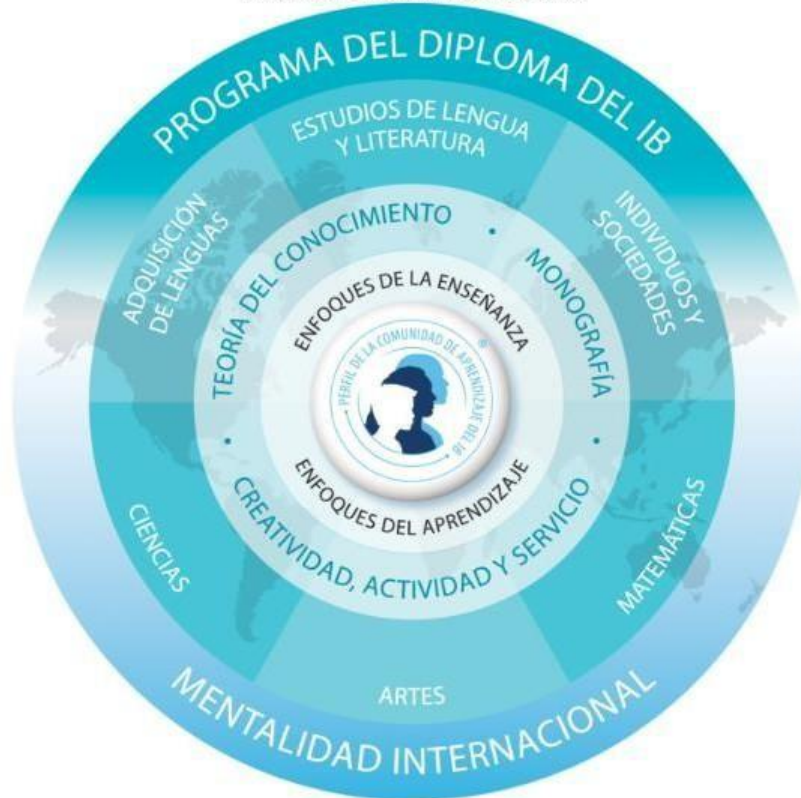 PROGRAMA DEL DIPLOMA DEL IB
ESTUDIOS DE LENGUA
Y LITERATURA
ADQUISICIÓN
DE LENGUAS
INDIVIDUOS Y
SOCIEDADES
TEORÍA DEL CONOCIMIENTO
•
MONOGRAFÍA
•
CREATIVIDAD, ACTIVIDAD Y SERVICIO
•
ENFOQUES DE LA ENSEÑANZA
• PERFIL DE LA COMUNIDAD DE APRENDIZAJE DEL IB •
®
ENFOQUES DEL APRENDIZAJE
CIENCIAS
MATEMÁTICAS
ARTES
MENTALIDAD INTERNACIONAL